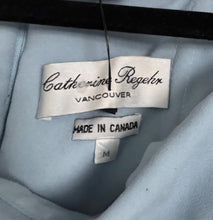 Catherine Regehr
VANCOUVER
MADE IN CANADA
M